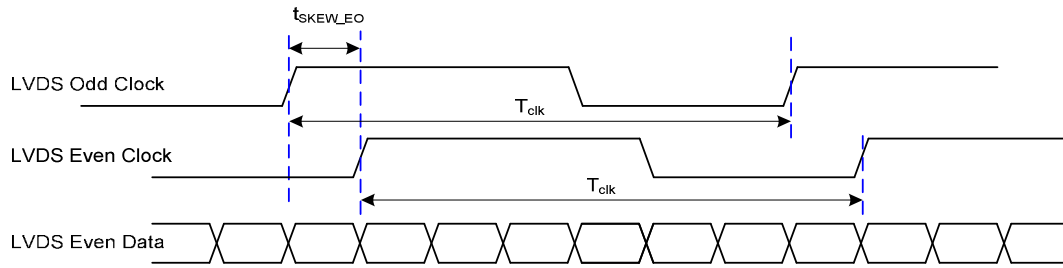 tSKEW_EO
LVDS Odd Clock
Tclk
LVDS Even Clock
Tclk
LVDS Even Data